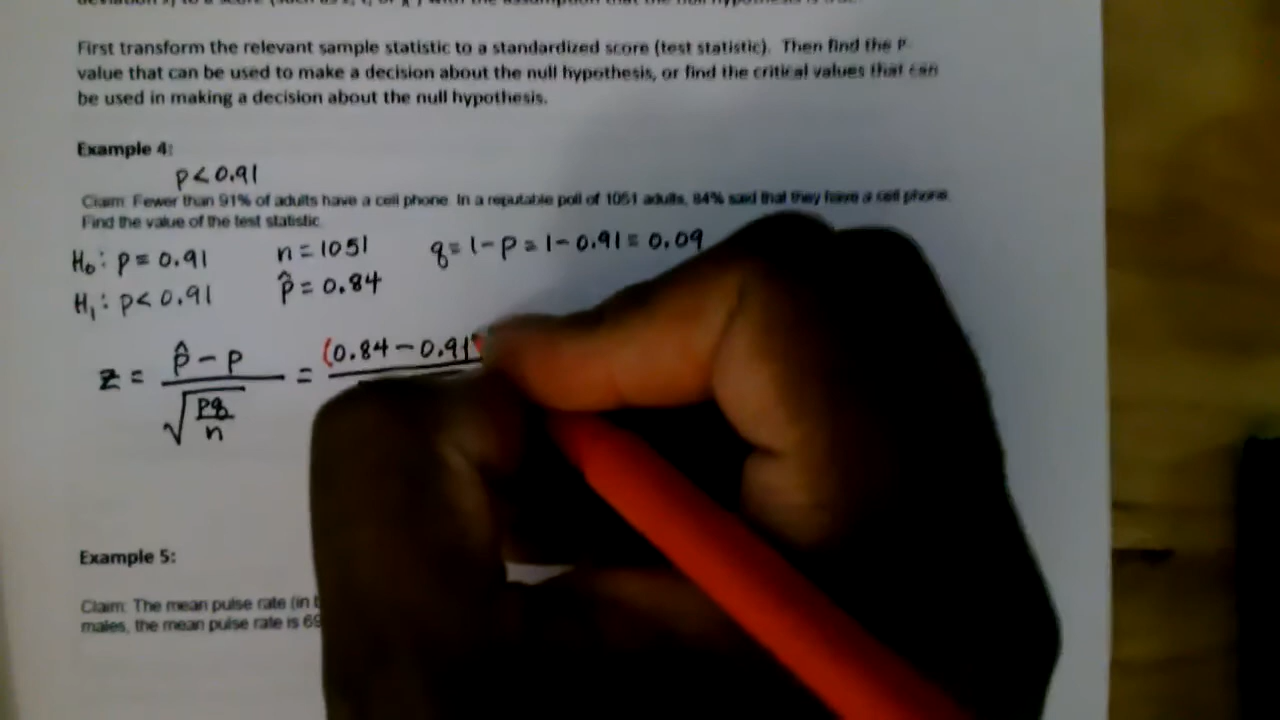 First transform the relevant sample statistic to a standardized score (test statistic). Then find the P-
value that can be used to make a decision about the null hypothesis, or find the critical values that can
be used in making a decision about the null hypothesis.
Example 4:
p < 0.91
Claim: Fewer than 91% of adults have a cell phone. In a reputable poll of 1051 adults, 84% said that they have a cell phone.
Find the value of the test statistic.
H₀: p = 0.91 n = 1051 q = 1 - p = 1 - 0.91 = 0.09
H₁: p < 0.91 p̂ = 0.84
z = (p̂ - p) / √(pq/n) = (0.84 - 0.91)
Example 5:
Claim: The mean pulse rate (in
males, the mean pulse rate is 69